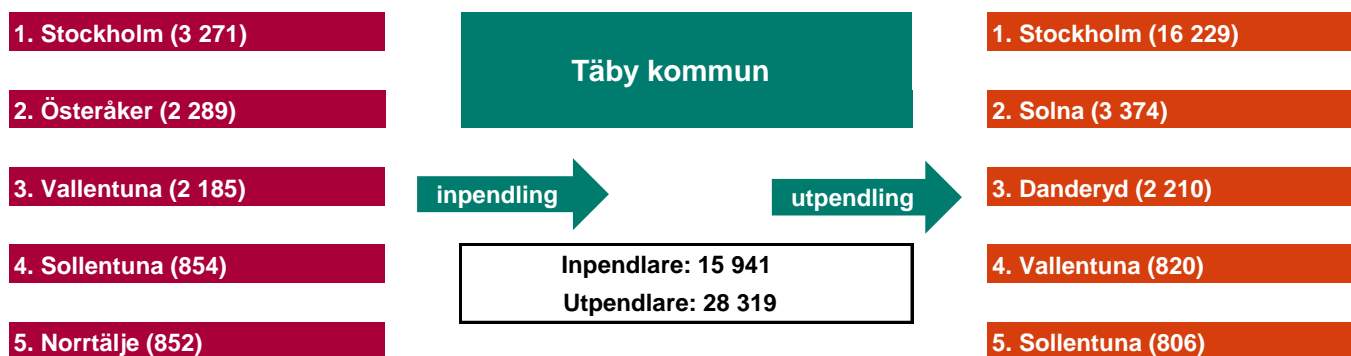 1. Stockholm (3 271)
2. Österåker (2 289)
3. Vallentuna (2 185)
4. Sollentuna (854)
5. Norrtälje (852)
Täby kommun
inpendling
utpendling
Inpendlare: 15 941
Utpendlare: 28 319
1. Stockholm (16 229)
2. Solna (3 374)
3. Danderyd (2 210)
4. Vallentuna (820)
5. Sollentuna (806)